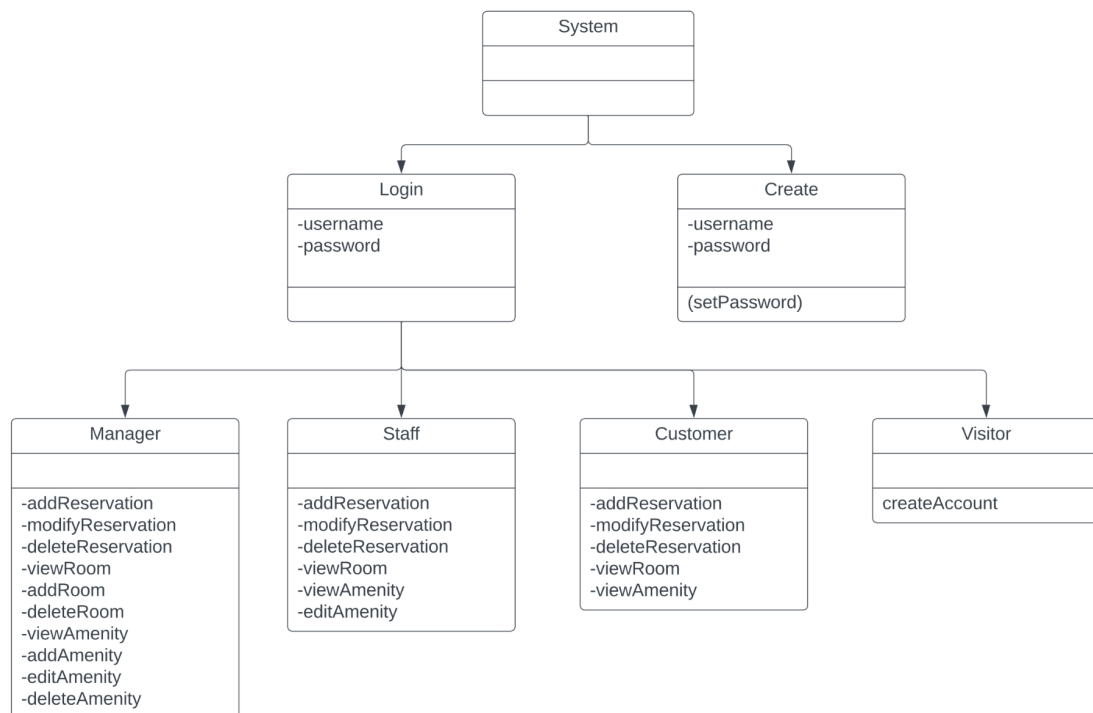 System
Login
-username
-password
Create
-username
-password
(setPassword)
Manager
-addReservation
-modifyReservation
-deleteReservation
-viewRoom
-addRoom
-deleteRoom
-viewAmenity
-addAmenity
-editAmenity
-deleteAmenity
Staff
-addReservation
-modifyReservation
-deleteReservation
-viewRoom
-viewAmenity
-editAmenity
Customer
-addReservation
-modifyReservation
-deleteReservation
-viewRoom
-viewAmenity
Visitor
createAccount